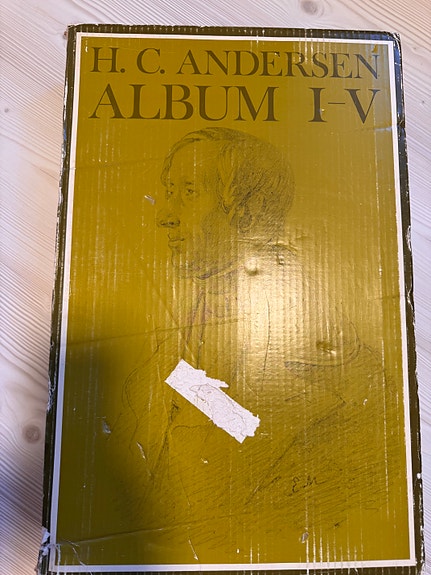 H. C. ANDERSEN
ALBUM I-V
E.M